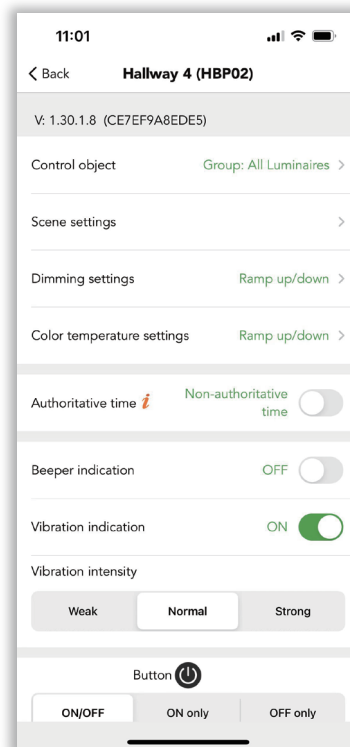 11:01
Back Hallway 4 (HBP02)
V: 1.30.1.8 (CE7EF9A8EDE5)
Control object Group: All Luminaires
Scene settings
Dimming settings Ramp up/down
Color temperature settings Ramp up/down
Authoritative time i Non-authoritative
time
Beeper indication OFF
Vibration indication ON
Vibration intensity
Weak Normal Strong
Button
ON/OFF ON only OFF only